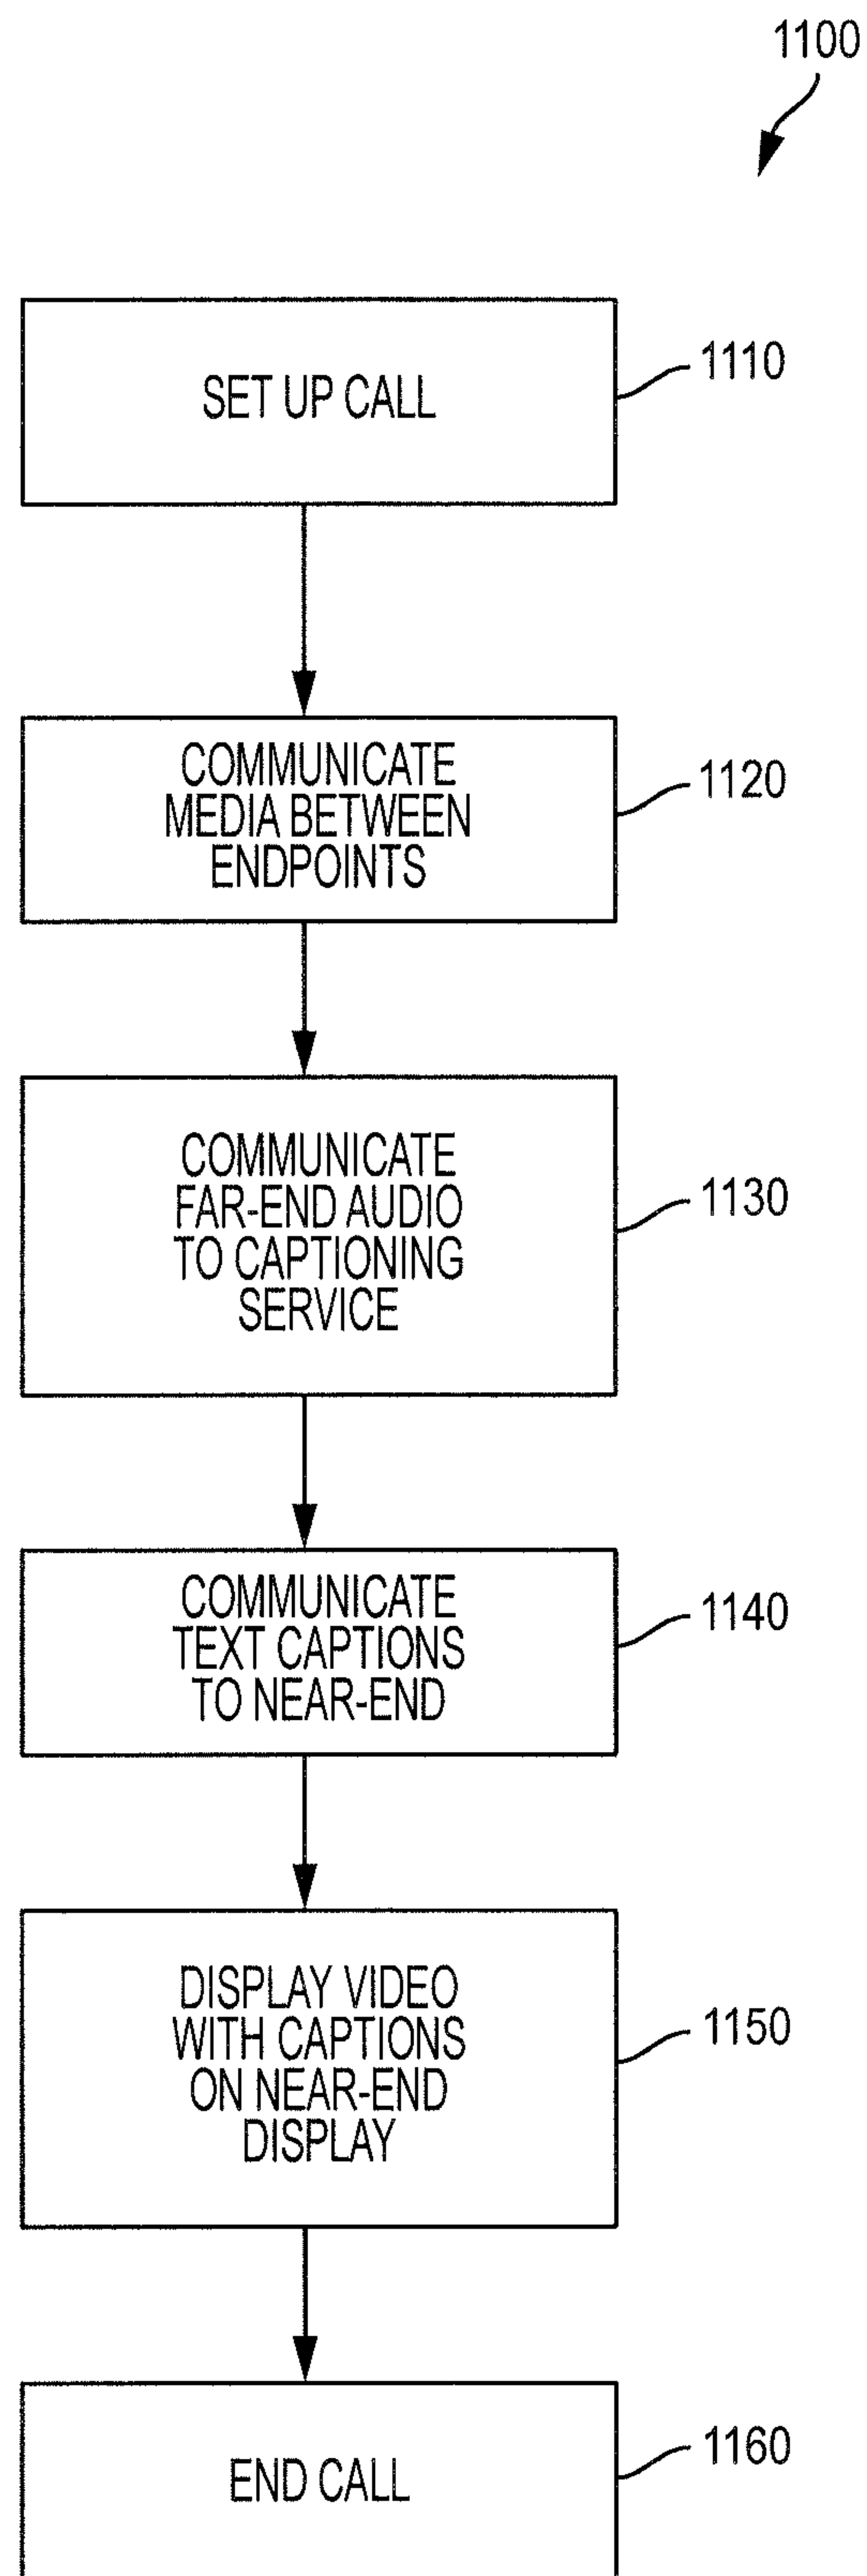 1100
SET UP CALL
1110
COMMUNICATE
MEDIA BETWEEN
ENDPOINTS
1120
COMMUNICATE
FAR-END AUDIO
TO CAPTIONING
SERVICE
1130
COMMUNICATE
TEXT CAPTIONS
TO NEAR-END
1140
DISPLAY VIDEO
WITH CAPTIONS
ON NEAR-END
DISPLAY
1150
END CALL
1160